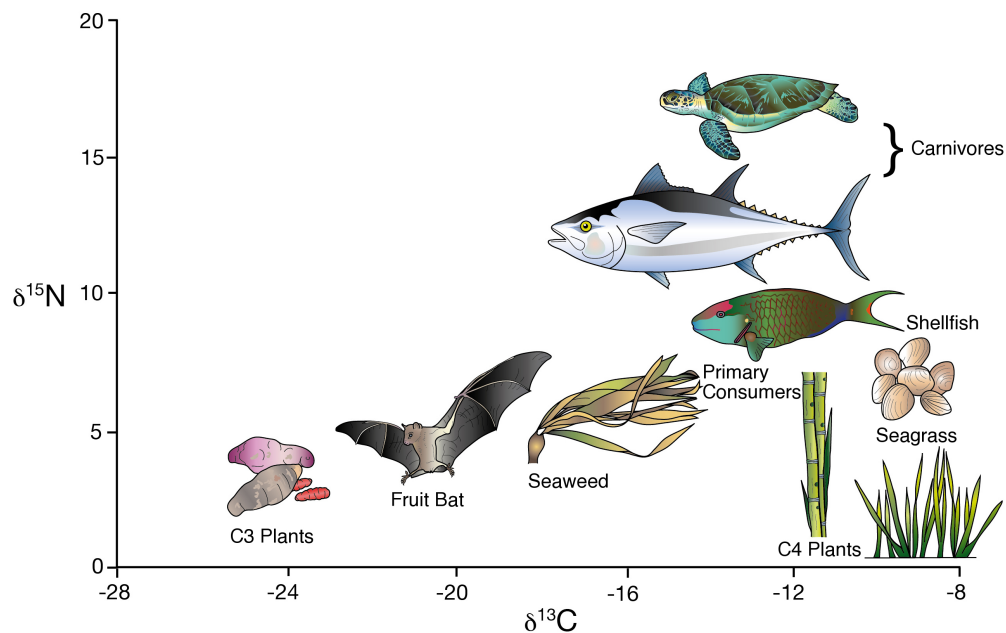 20
15
Carnivores
δ15N
10
Shellfish
Primary
Consumers
5
Seagrass
Seaweed
Fruit Bat
C3 Plants
C4 Plants
0
-28
-24
-20
-16
-12
-8
δ13C